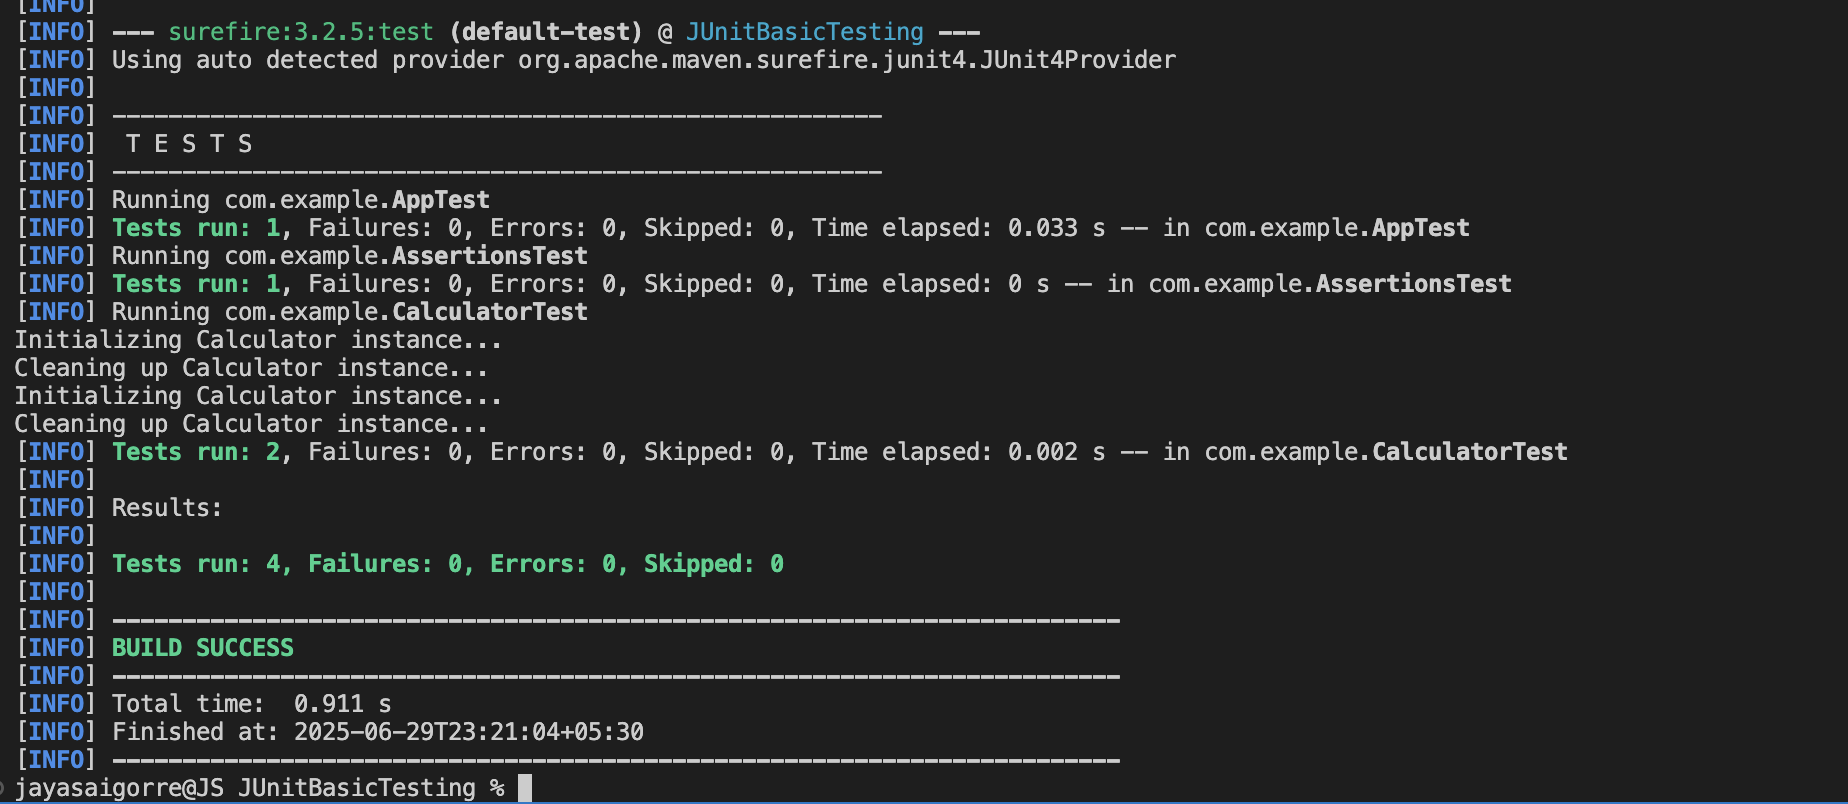 [INFO]
[INFO] --- surefire:3.2.5:test (default-test) @ JUnitBasicTesting ---
[INFO] Using auto detected provider org.apache.maven.surefire.junit4.JUnit4Provider
[INFO]
[INFO] -------------------------------------------------------
[INFO]  T E S T S
[INFO] -------------------------------------------------------
[INFO] Running com.example.AppTest
[INFO] Tests run: 1, Failures: 0, Errors: 0, Skipped: 0, Time elapsed: 0.033 s -- in com.example.AppTest
[INFO] Running com.example.AssertionsTest
[INFO] Tests run: 1, Failures: 0, Errors: 0, Skipped: 0, Time elapsed: 0 s -- in com.example.AssertionsTest
[INFO] Running com.example.CalculatorTest
Initializing Calculator instance...
Cleaning up Calculator instance...
Initializing Calculator instance...
Cleaning up Calculator instance...
[INFO] Tests run: 2, Failures: 0, Errors: 0, Skipped: 0, Time elapsed: 0.002 s -- in com.example.CalculatorTest
[INFO]
[INFO] Results:
[INFO]
[INFO] Tests run: 4, Failures: 0, Errors: 0, Skipped: 0
[INFO]
[INFO] ------------------------------------------------------------------------
[INFO] BUILD SUCCESS
[INFO] ------------------------------------------------------------------------
[INFO] Total time:  0.911 s
[INFO] Finished at: 2025-06-29T23:21:04+05:30
[INFO] ------------------------------------------------------------------------
jayasaigorre@JS JUnitBasicTesting %